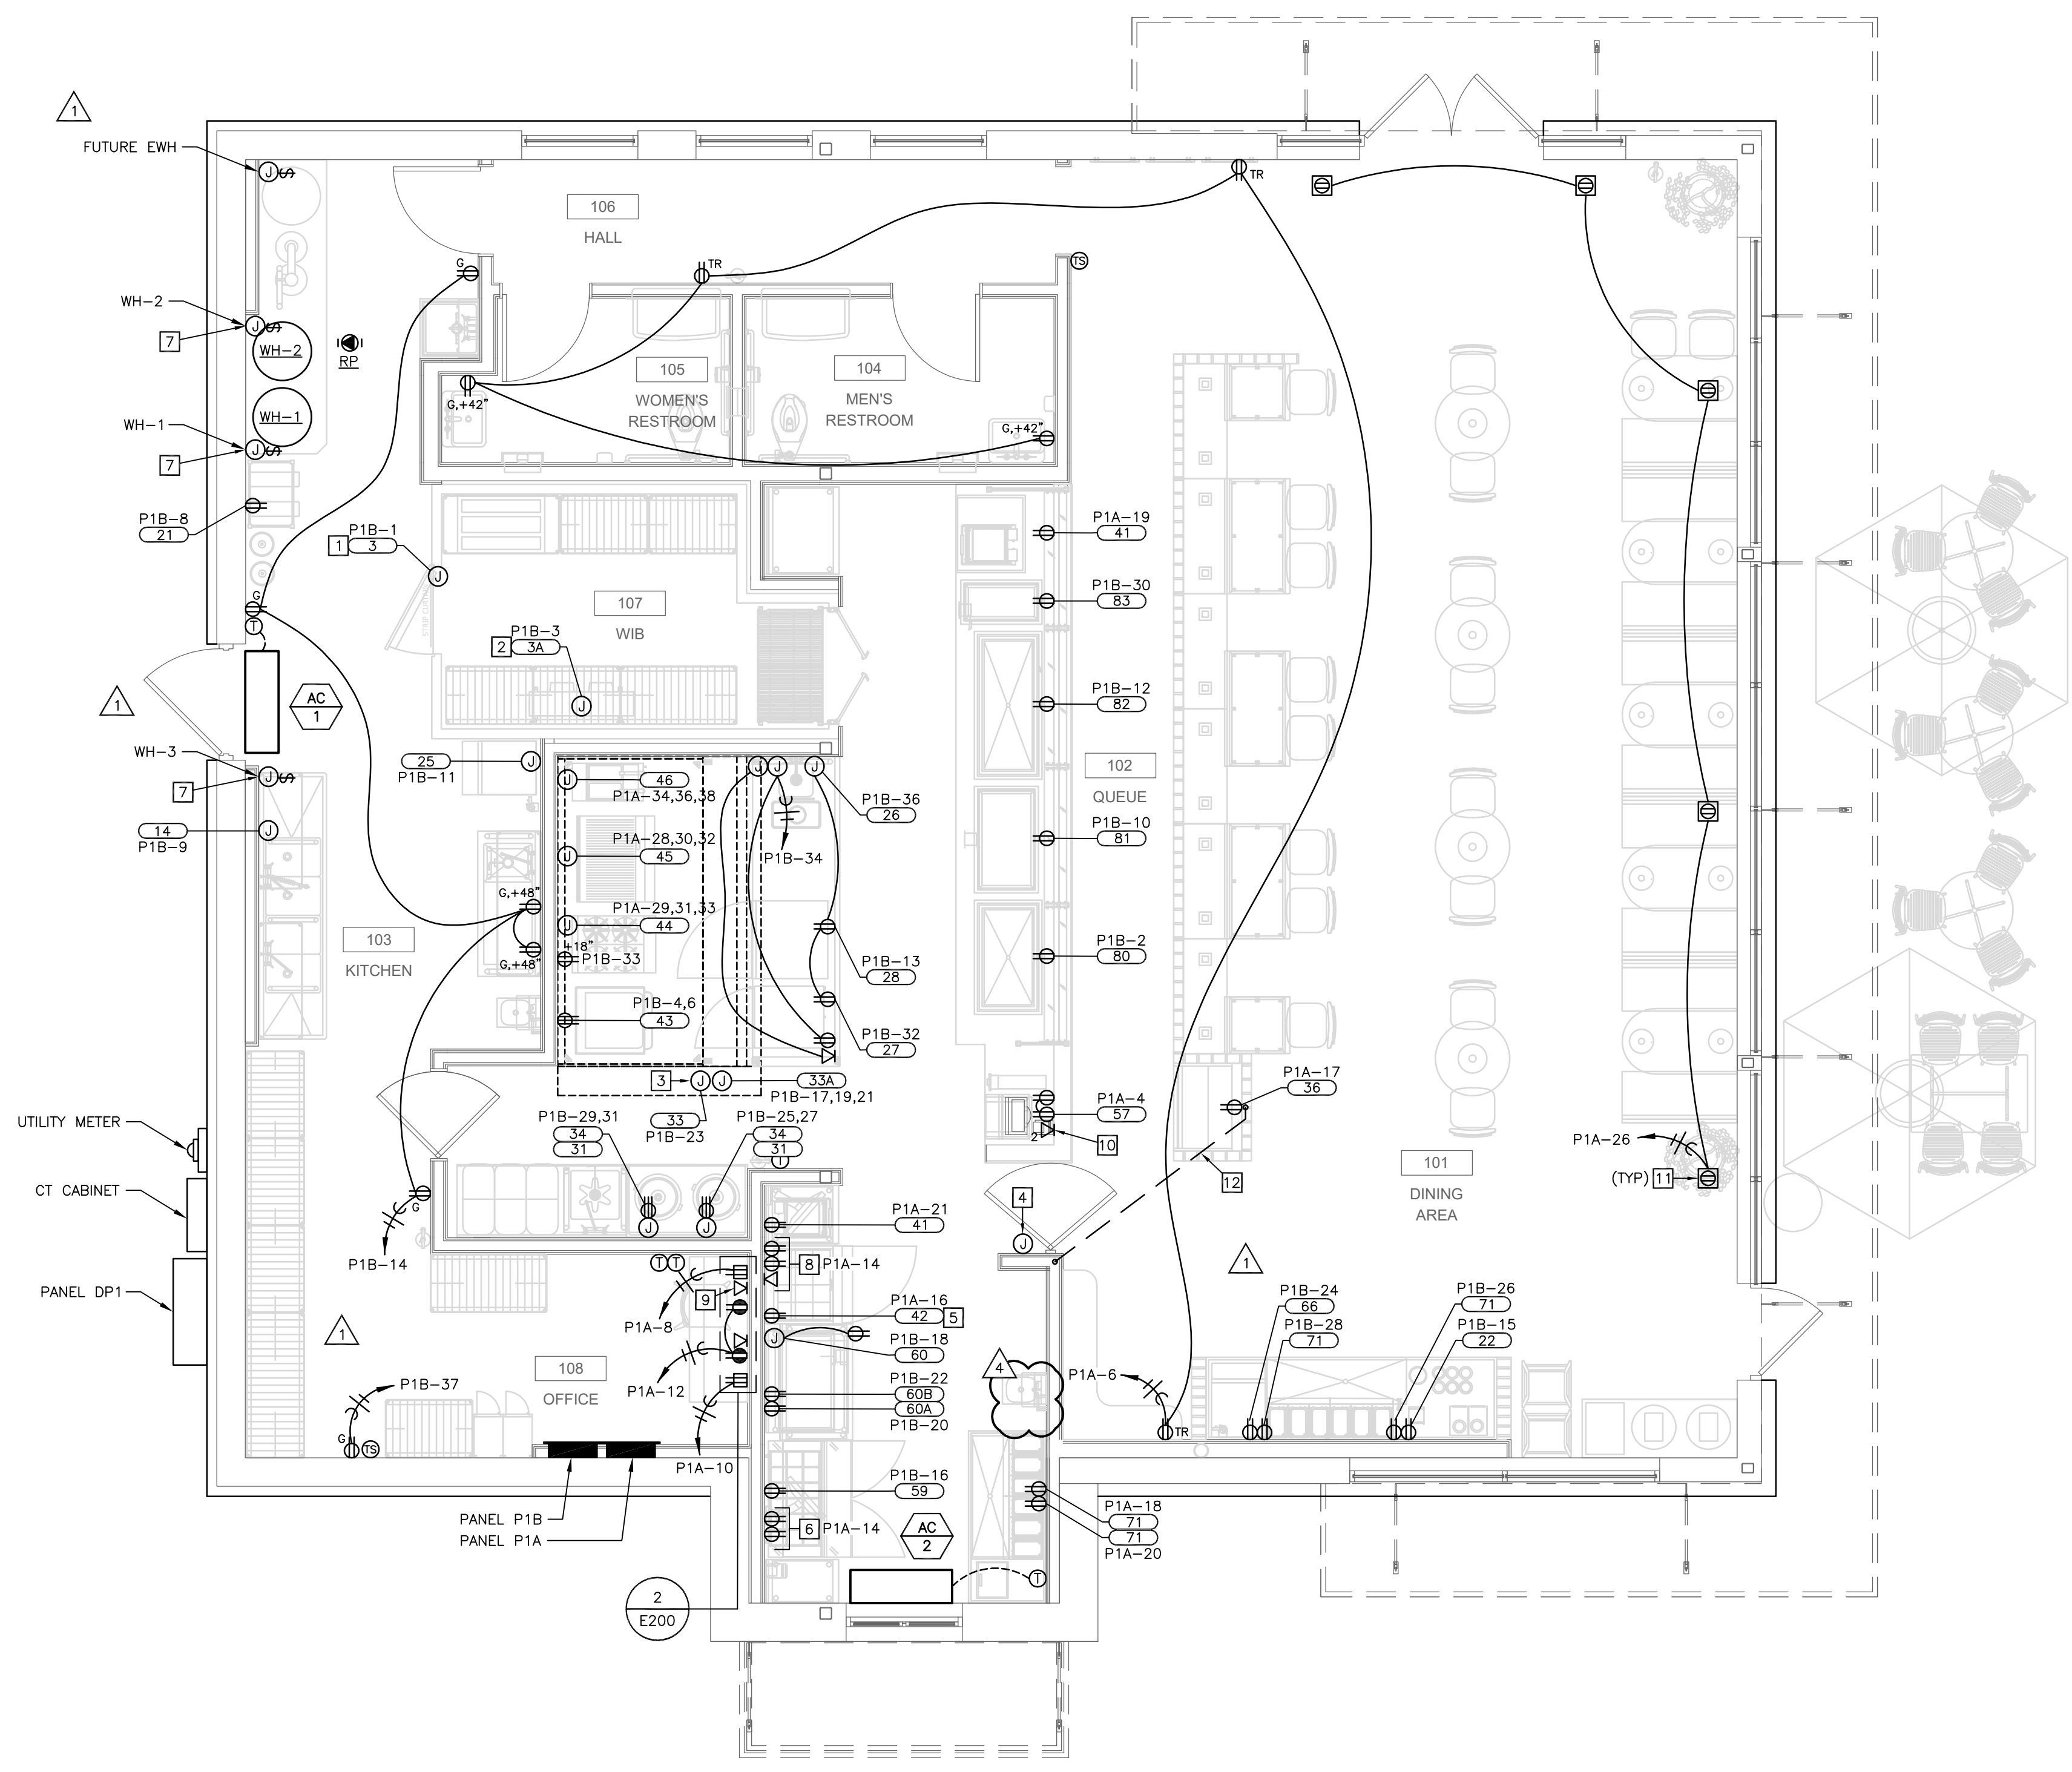 1
FUTURE EWH
J
106
HALL
TR
TR
G
TS
WH-2
7
J
WH-2
RP
WH-1
WH-1
7
J
105
WOMEN'S
RESTROOM
104
MEN'S
RESTROOM
G,+42"
G,+42"
P1B-8
21
P1B-1
1
3
J
P1A-19
41
P1B-30
83
G
T
107
WIB
P1B-3
2
3A
J
P1B-12
82
AC
1
1
WH-3
7
J
25
P1B-11
J
J
46
P1A-34,36,38
J
J
J
P1B-36
26
102
QUEUE
14
P1B-9
J
P1A-28,30,32
J
45
P1B-34
P1B-10
81
G,+48"
P1A-29,31,33
J
44
103
KITCHEN
G,+48"
+18"
P1B-33
P1B-13
28
P1B-2
80
P1B-4,6
43
P1B-32
27
3
J
J
33A
P1B-17,19,21
33
P1B-23
P1A-17
36
P1A-4
57
2
10
UTILITY METER
P1B-29,31
34
31
P1B-25,27
34
31
T
J
J
12
P1A-26
(TYP)
11
101
DINING
AREA
CT CABINET
G
P1B-14
P1A-21
41
4
J
8
P1A-14
T
T
9
1
PANEL DP1
P1A-8
P1A-16
42
5
P1B-18
60
J
P1B-24
66
P1B-28
71
P1B-26
71
P1B-15
22
1
108
OFFICE
P1B-37
P1A-12
P1B-22
60B
60A
P1B-20
4
P1A-6
TR
G
TS
P1A-10
P1B-16
59
PANEL P1B
PANEL P1A
6
P1A-14
AC
2
P1A-18
71
71
P1A-20
T
2
E200